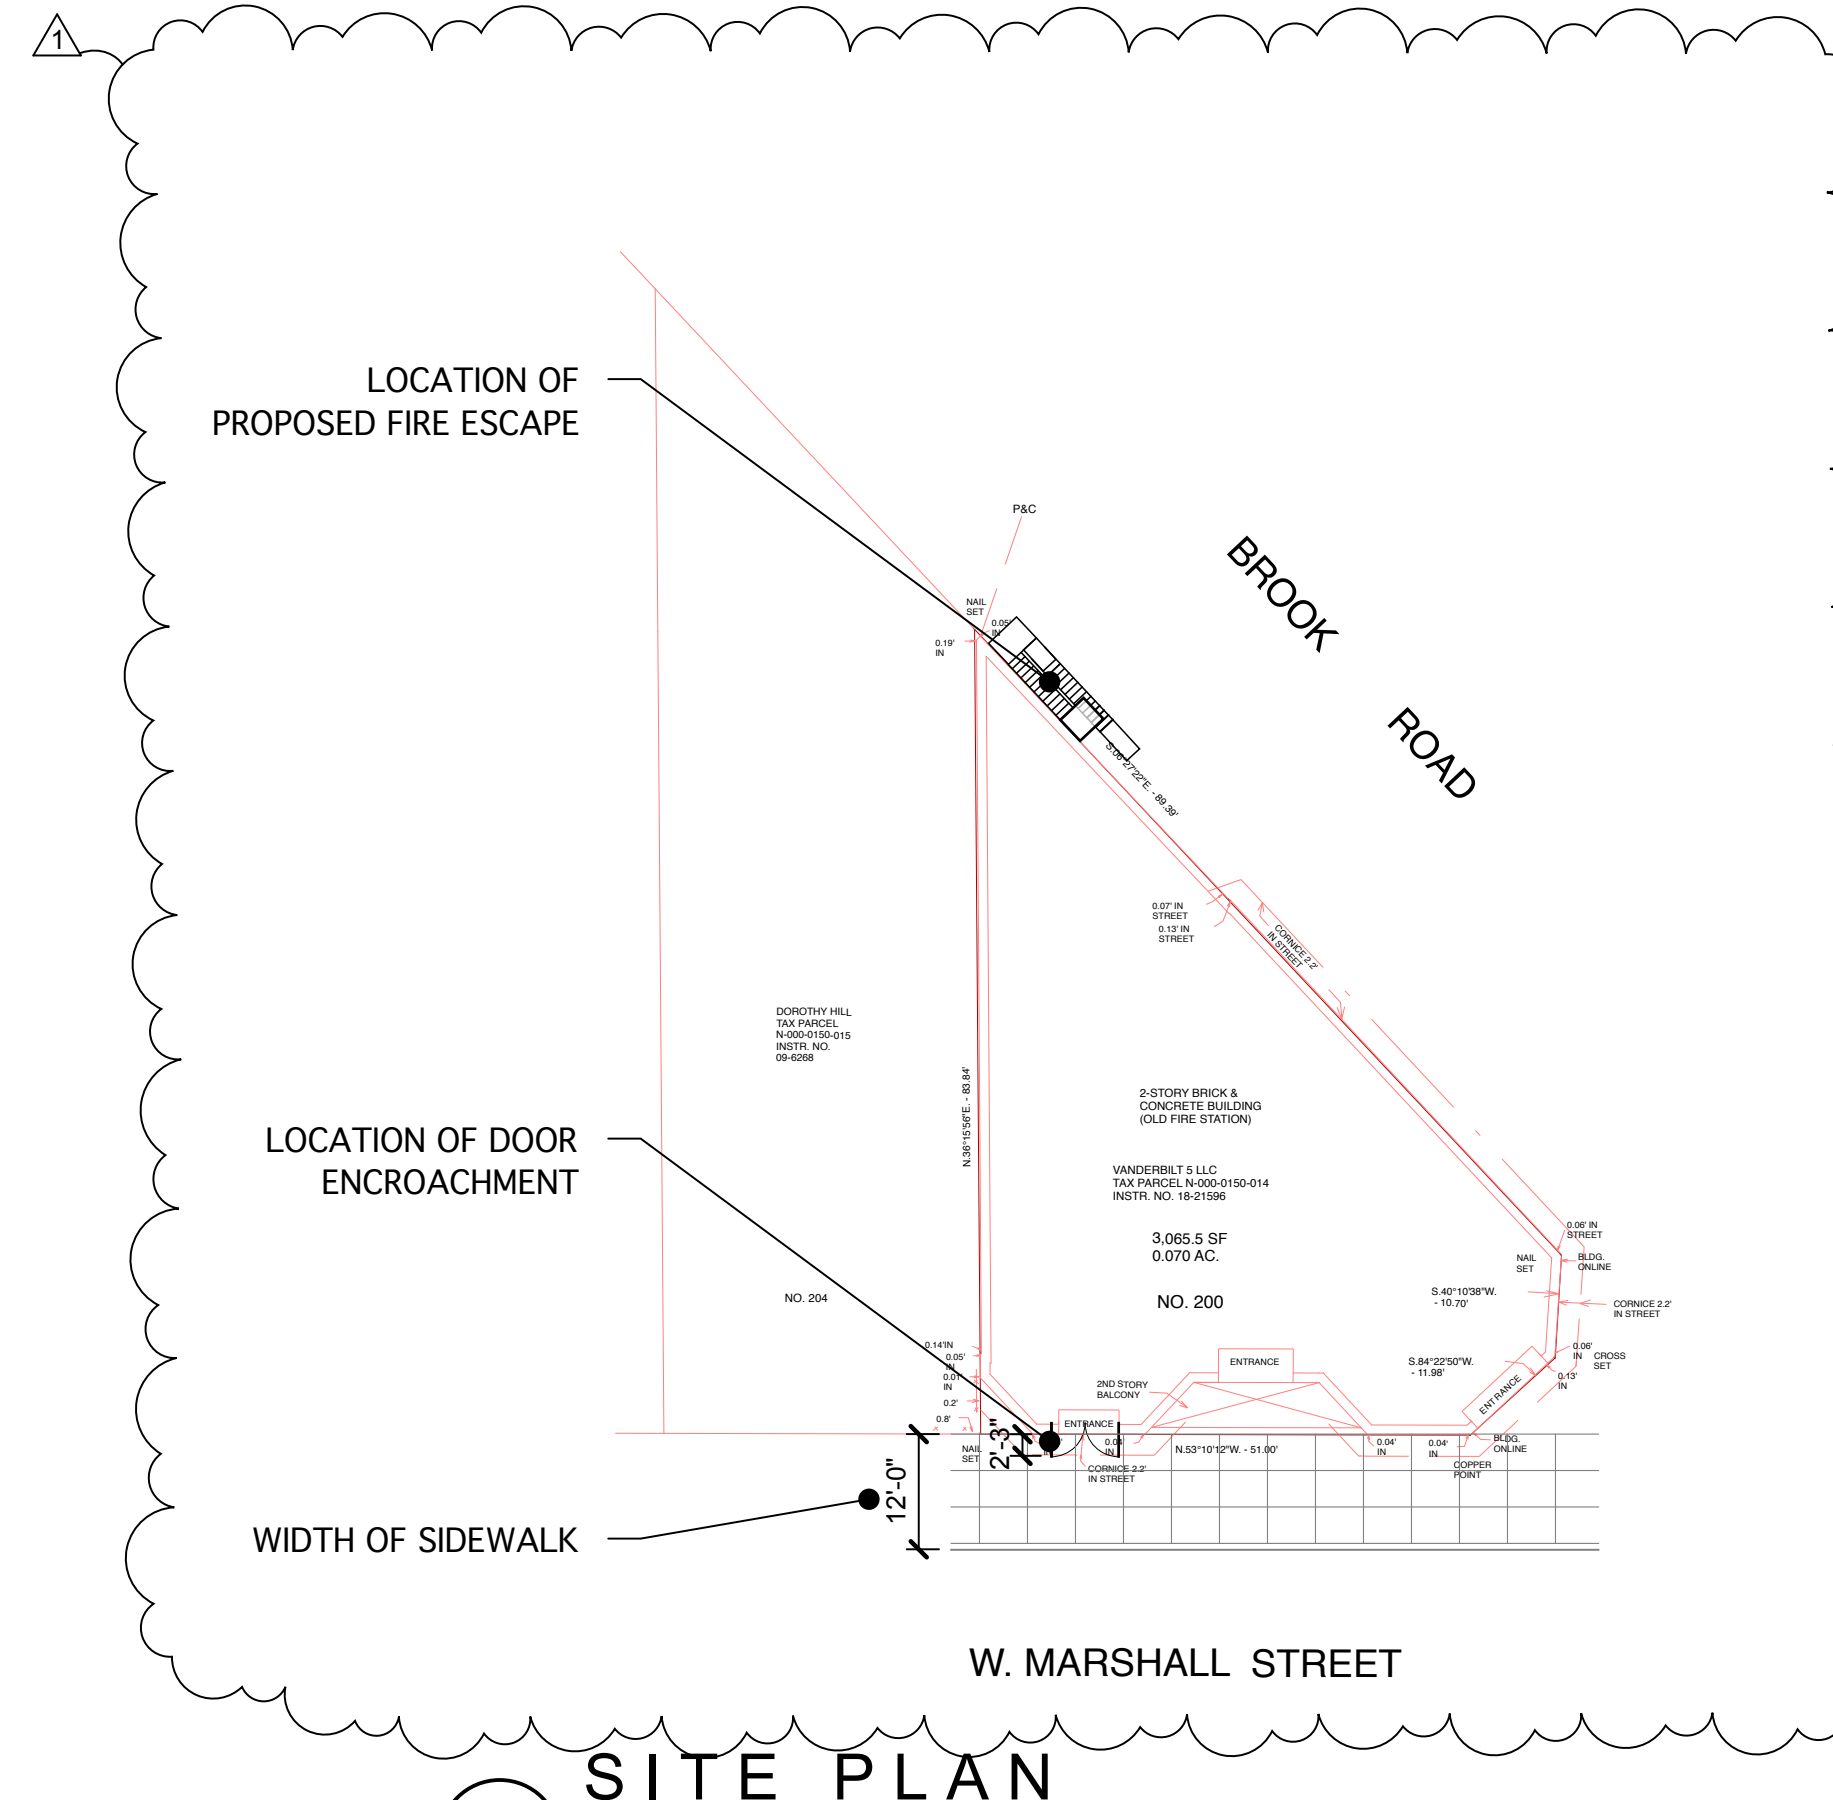 1
LOCATION OF
PROPOSED FIRE ESCAPE
P&C
BROOK
ROAD
NAIL
SET
0.05'
IN
0.19'
IN
S.06°27'22"E. - 89.39'
0.07' IN
STREET
0.13' IN
STREET
CORNICE 2.2'
IN STREET
DOROTHY HILL
TAX PARCEL
N-000-0150-015
INSTR. NO.
09-6268
N.36°15'56"E. - 83.84'
2-STORY BRICK &
CONCRETE BUILDING
(OLD FIRE STATION)
LOCATION OF DOOR
ENCROACHMENT
VANDERBILT 5 LLC
TAX PARCEL N-000-0150-014
INSTR. NO. 18-21596
3,065.5 SF
0.070 AC.
NO. 204
NO. 200
0.06' IN
STREET
NAIL
SET
BLDG.
ONLINE
S.40°10'38"W.
- 10.70'
CORNICE 2.2'
IN STREET
0.14'IN
0.05'
IN
0.01'
IN
0.2'
0.8'
ENTRANCE
2ND STORY
BALCONY
S.84°22'50"W.
- 11.98'
0.06'
IN
CROSS
SET
0.13'
IN
ENTRANCE
ENTRANCE
NAIL
SET
2'-3"
12'-0"
IN
0.04'
IN
N.53°10'12"W. - 51.00'
0.04'
IN
0.04'
IN
BLDG.
ONLINE
CORNICE 2.2'
IN STREET
COPPER
POINT
WIDTH OF SIDEWALK
W. MARSHALL STREET
SITE PLAN